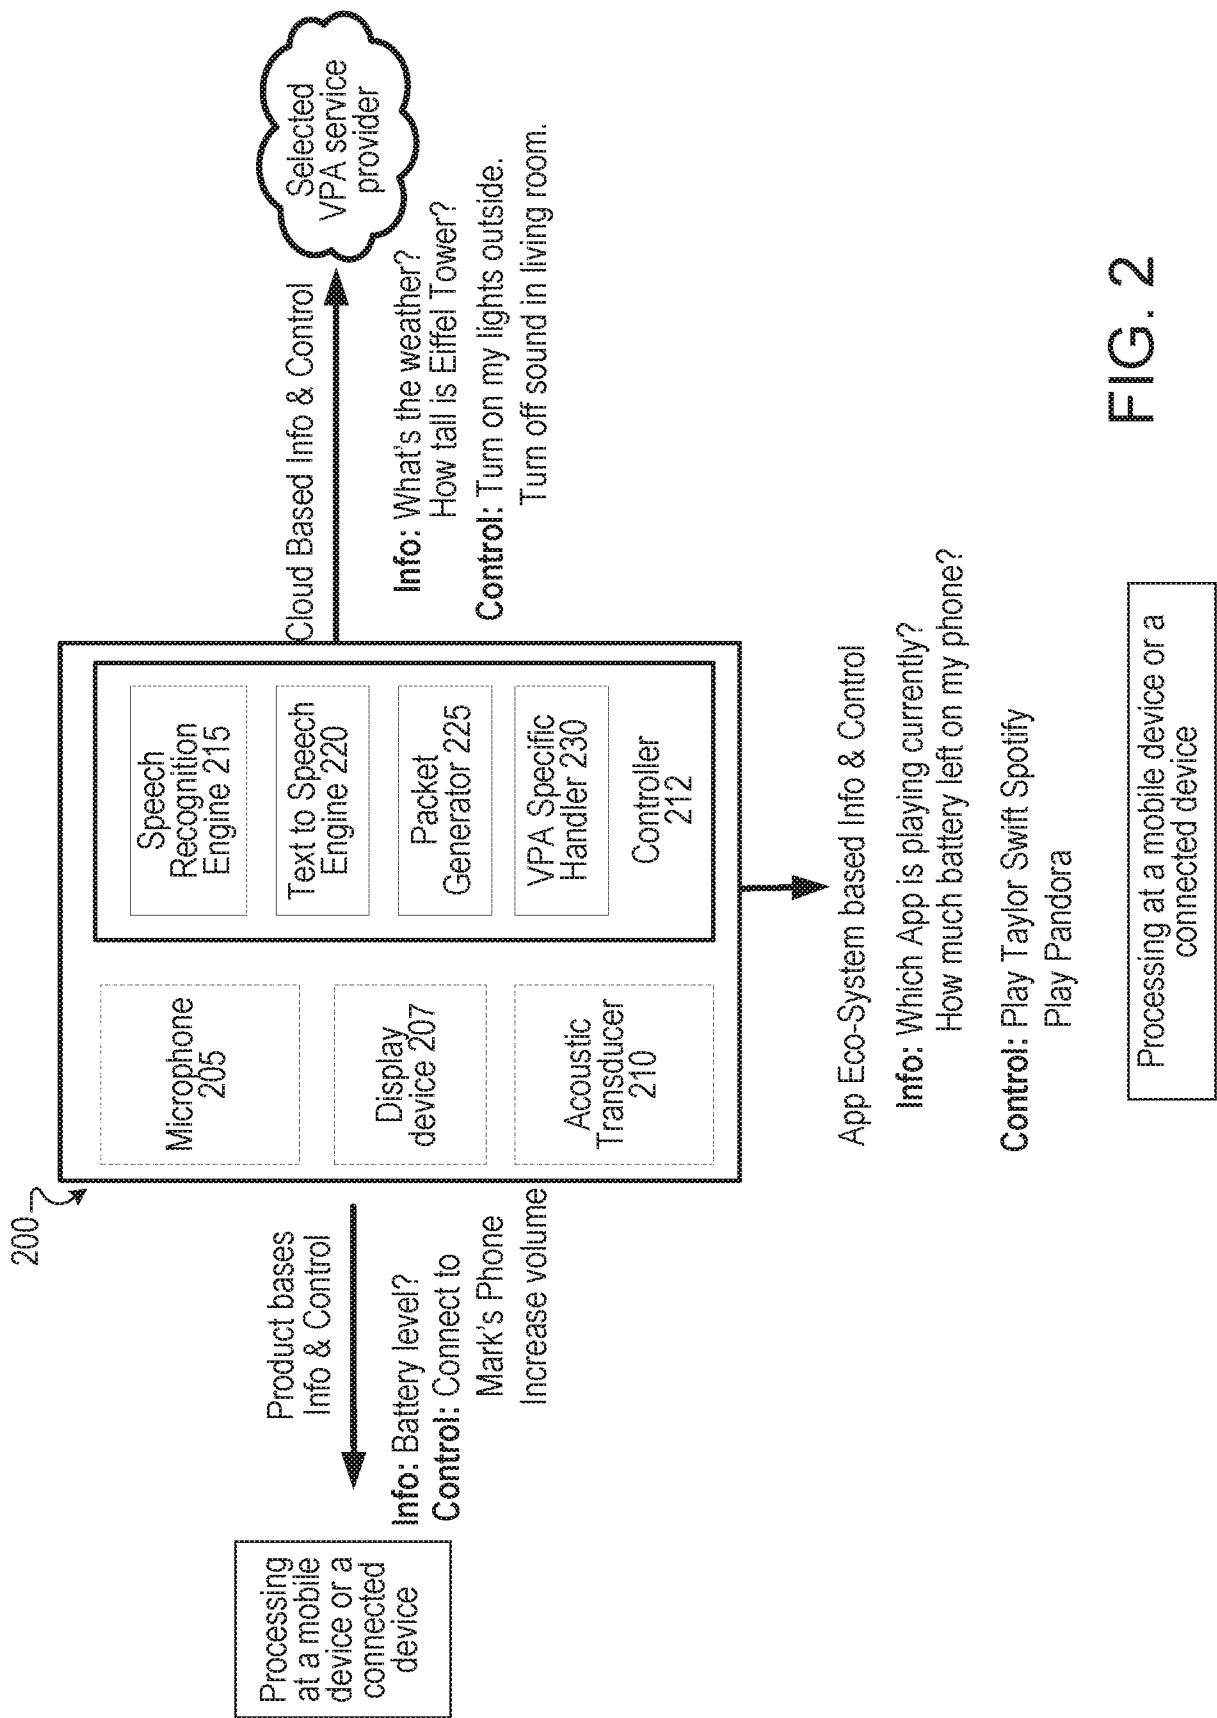 200
Product bases
Info & Control
Info: Battery level?
Control: Connect to
Mark's Phone
Increase volume
Processing
at a mobile
device or a
connected
device
Microphone
205
Display
device 207
Acoustic
Transducer
210
Speech
Recognition
Engine 215
Text to Speech
Engine 220
Packet
Generator 225
VPA Specific
Handler 230
Controller
212
Cloud Based Info & Control
Selected
VPA service
provider
Info: What's the weather?
How tall is Eiffel Tower?
Control: Turn on my lights outside.
Turn off sound in living room.
App Eco-System based Info & Control
Info: Which App is playing currently?
How much battery left on my phone?
Control: Play Taylor Swift Spotify
Play Pandora
Processing at a mobile device or a
connected device
FIG. 2